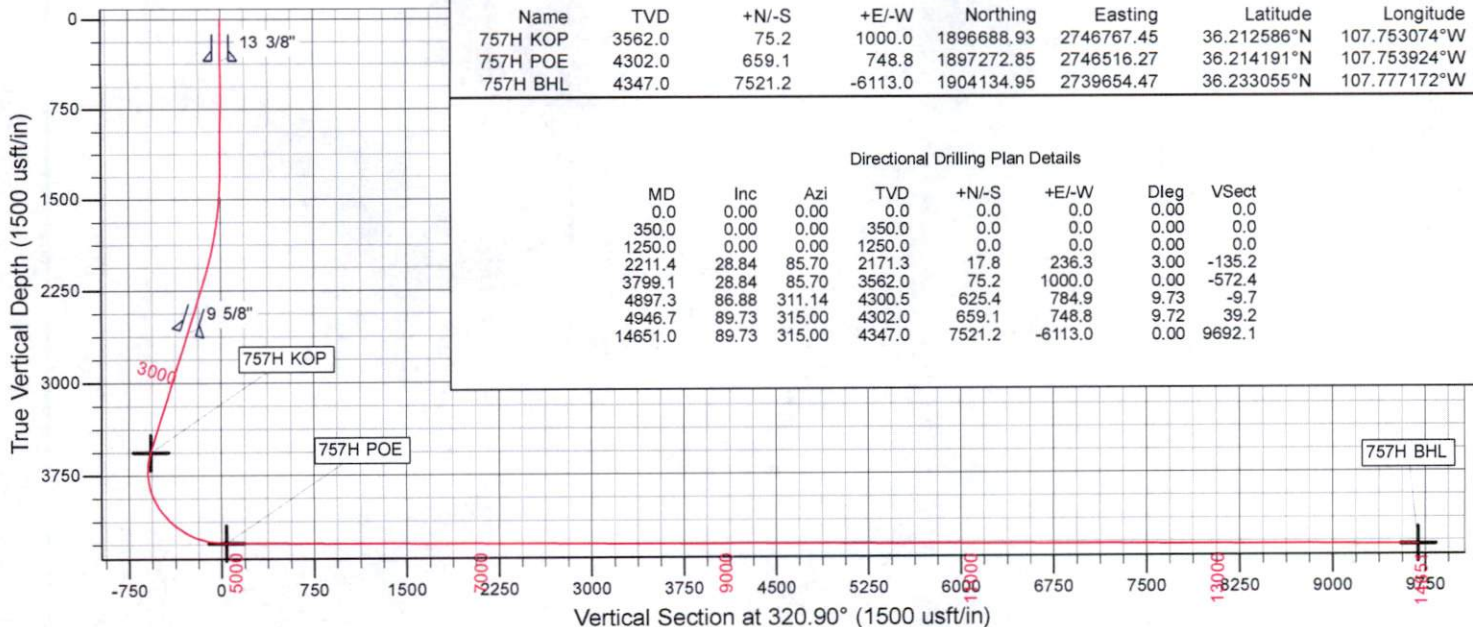 Name TVD +N/-S +E/-W Northing Easting Latitude Longitude
757H KOP 3562.0 75.2 1000.0 1896688.93 2746767.45 36.212586°N 107.753074°W
757H POE 4302.0 659.1 748.8 1897272.85 2746516.27 36.214191°N 107.753924°W
757H BHL 4347.0 7521.2 -6113.0 1904134.95 2739654.47 36.233055°N 107.777172°W
Directional Drilling Plan Details
MD Inc Azi TVD +N/-S +E/-W Dleg VSect
0.0 0.00 0.00 0.0 0.0 0.0 0.00 0.0
350.0 0.00 0.00 350.0 0.0 0.0 0.00 0.0
1250.0 0.00 0.00 1250.0 0.0 0.0 0.00 0.0
2211.4 28.84 85.70 2171.3 17.8 236.3 3.00 -135.2
3799.1 28.84 85.70 3562.0 75.2 1000.0 0.00 -572.4
4897.3 86.88 311.14 4300.5 625.4 784.9 9.73 -9.7
4946.7 89.73 315.00 4302.0 659.1 748.8 9.72 39.2
14651.0 89.73 315.00 4347.0 7521.2 -6113.0 0.00 9692.1
True Vertical Depth (1500 usft/in)
0
750
1500
2250
3000
3750
13 3/8"
9 5/8"
3000
757H KOP
757H POE
757H BHL
5000
7000
9000
13000
-750 0 750 1500 2250 3000 3750 4500 5250 6000 6750 7500 8250 9000 9750
Vertical Section at 320.90° (1500 usft/in)